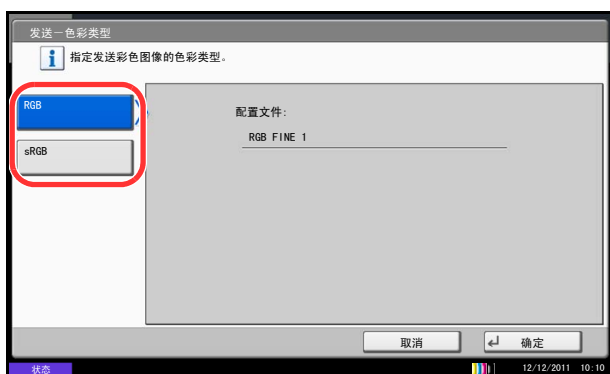 发送－色彩类型
指定发送彩色图像的色彩类型。
RGB
配置文件:
RGB FINE 1
sRGB
取消
确定
状态
12/12/2011 10:10